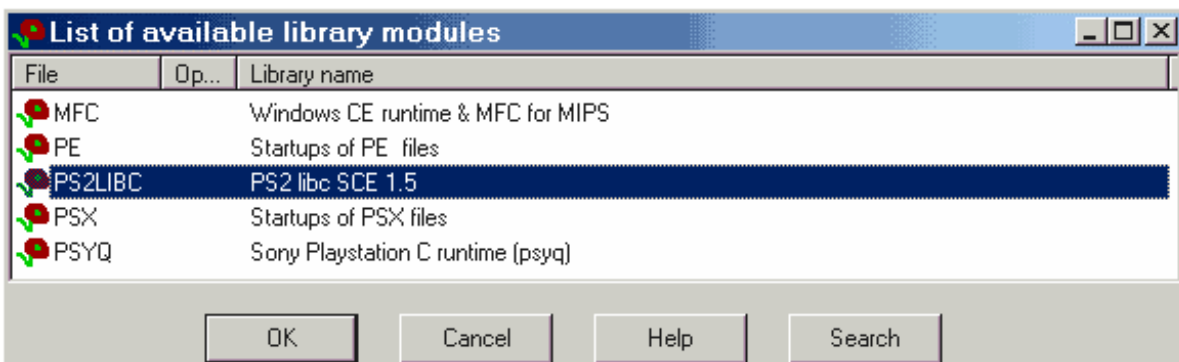 List of available library modules
File Op... Library name
MFC Windows CE runtime & MFC for MIPS
PE Startups of PE files
PS2LIBC PS2 libc SCE 1.5
PSX Startups of PSX files
PSYQ Sony Playstation C runtime (psyq)
OK Cancel Help Search